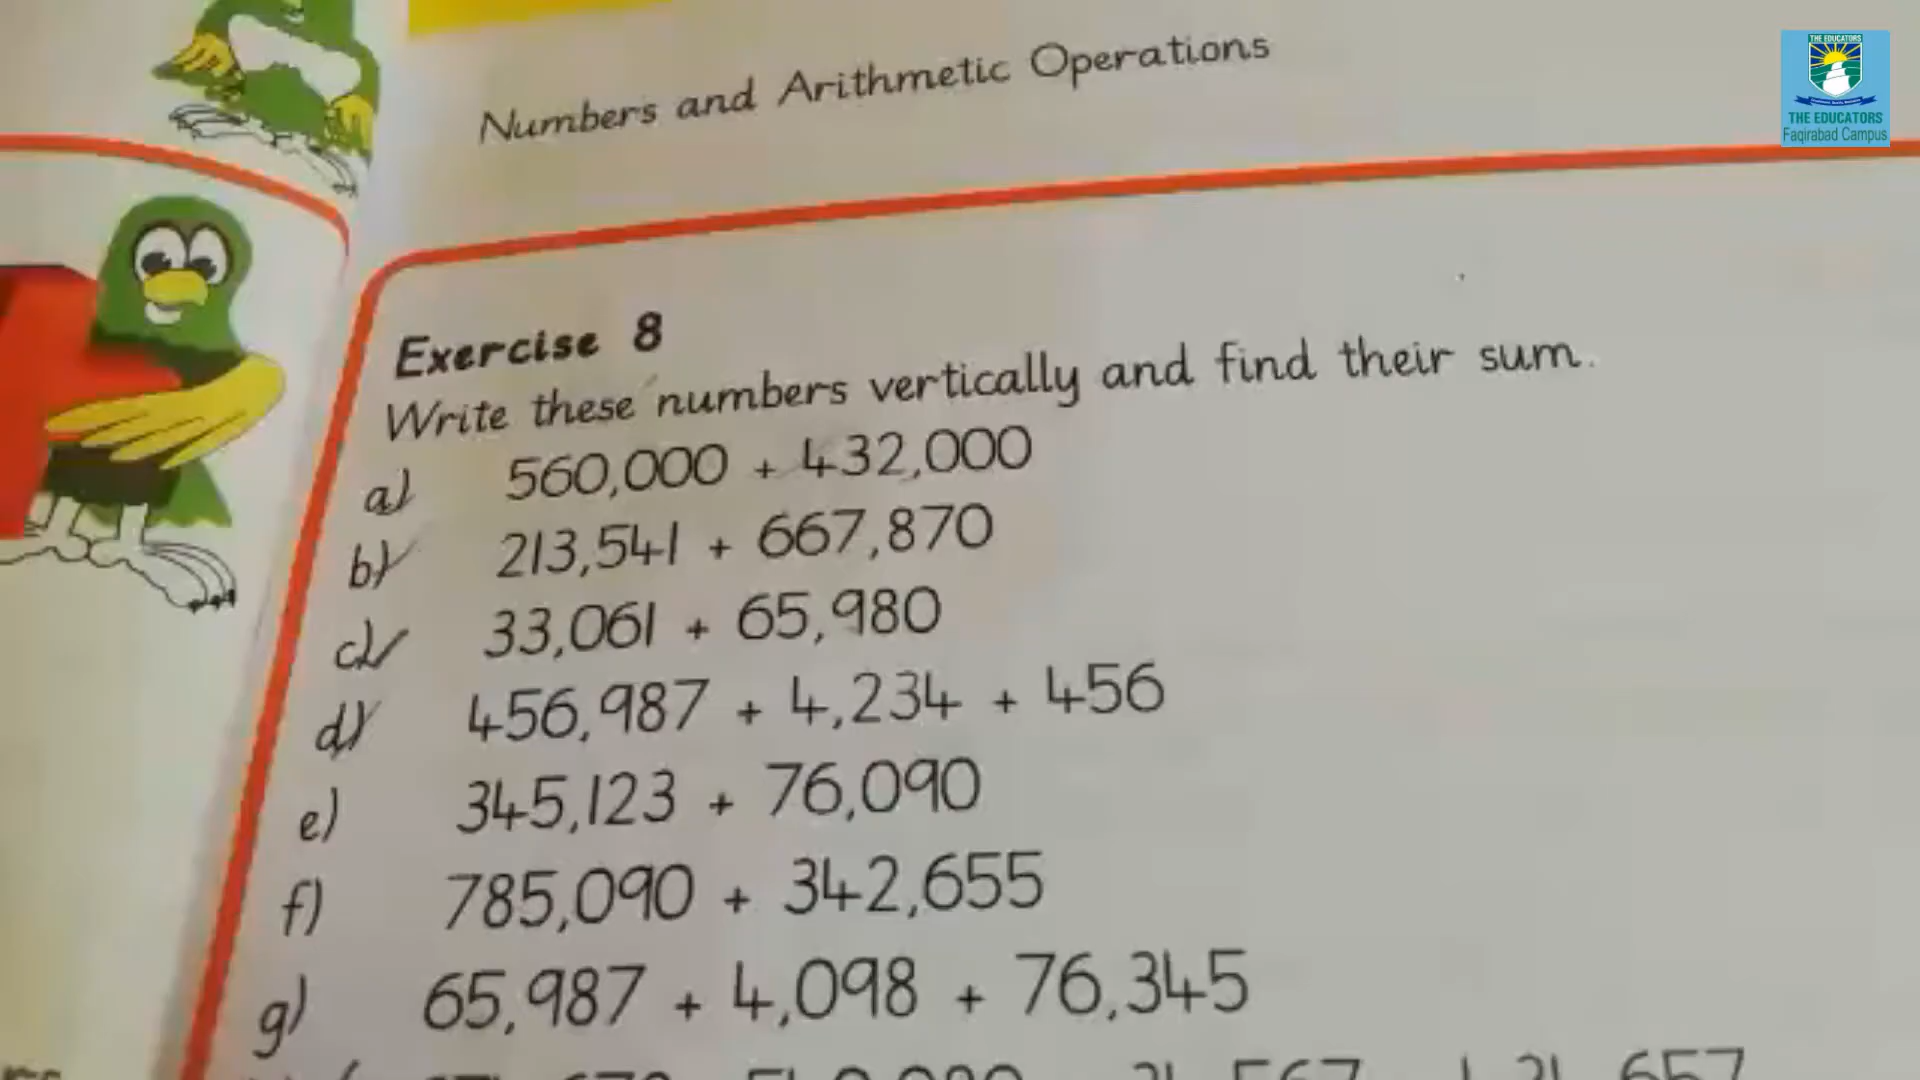 Numbers and Arithmetic Operations
THE EDUCATORS
THE EDUCATORS
Faqirabad Campus
Exercise 8
Write these numbers vertically and find their sum.
a) 560,000 + 432,000
b) 213,541 + 667,870
c) 33,061 + 65,980
d) 456,987 + 4,234 + 456
e) 345,123 + 76,090
f) 785,090 + 342,655
g) 65,987 + 4,098 + 76,345